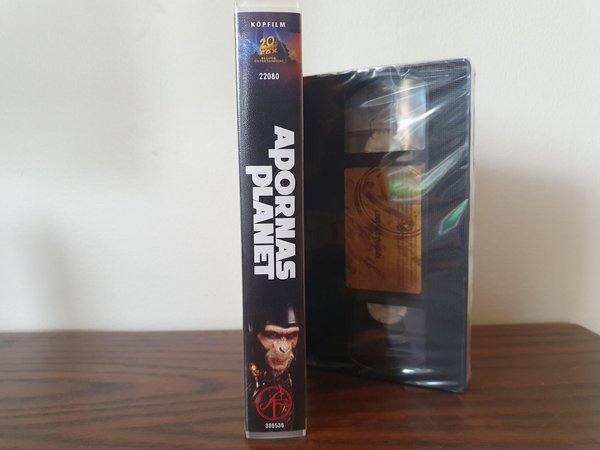 KÖPFILM
20
FOX
22080
APORNAS
PLANET
386536